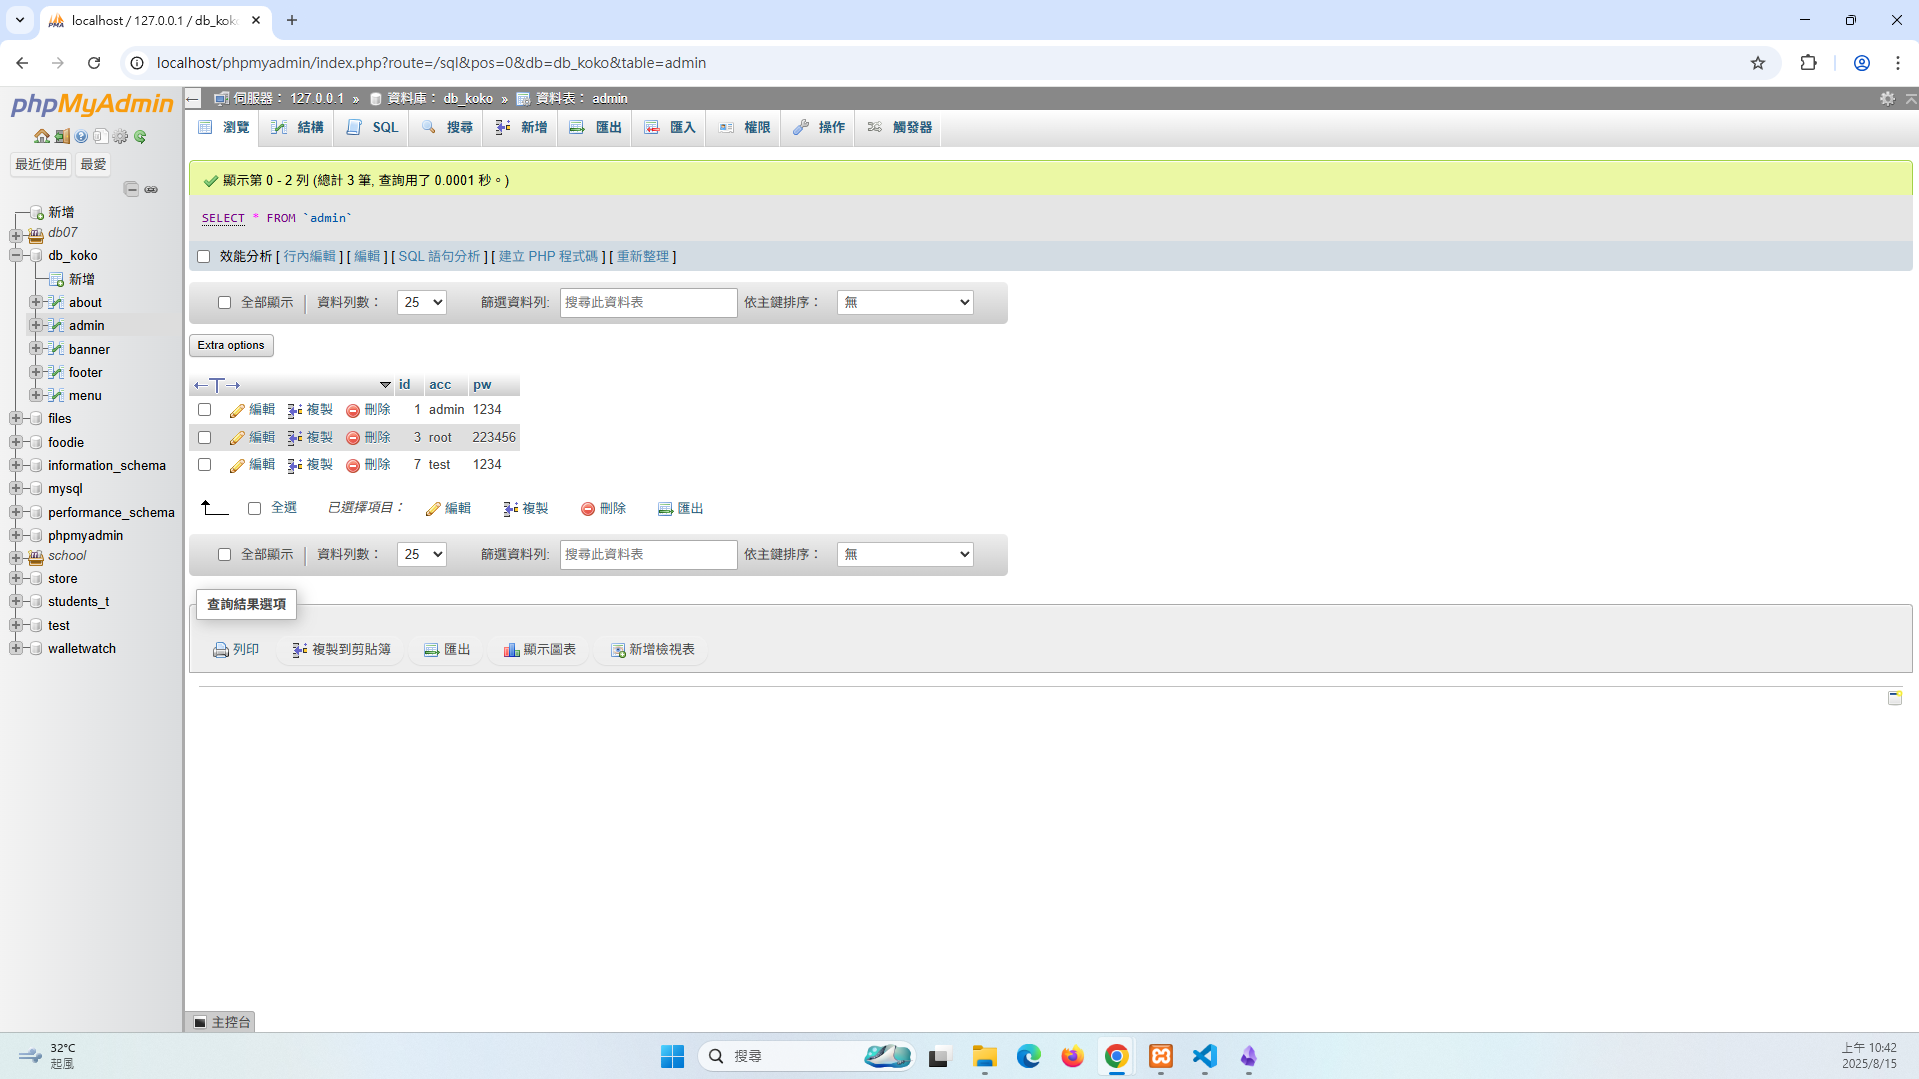 localhost / 127.0.0.1 / db_kok
localhost/phpmyadmin/index.php?route=/sql&pos=0&db=db_koko&table=admin
phpMyAdmin
最近使用 最愛
新增
db07
db_koko
新增
about
admin
banner
footer
menu
files
foodie
information_schema
mysql
performance_schema
phpmyadmin
school
store
students_t
test
walletwatch
伺服器： 127.0.0.1 » 資料庫： db_koko » 資料表： admin
瀏覽 結構 SQL 搜尋 新增 匯出 匯入 權限 操作 觸發器
顯示第 0 - 2 列 (總計 3 筆, 查詢用了 0.0001 秒。)
SELECT * FROM `admin`
效能分析 [ 行內編輯 ] [ 編輯 ] [ SQL 語句分析 ] [ 建立 PHP 程式碼 ] [ 重新整理 ]
全部顯示 資料列數： 25 篩選資料列: 搜尋此資料表 依主鍵排序： 無
Extra options
←T→ id acc pw
編輯 複製 刪除 1 admin 1234
編輯 複製 刪除 3 root 223456
編輯 複製 刪除 7 test 1234
全選 已選擇項目： 編輯 複製 刪除 匯出
全部顯示 資料列數： 25 篩選資料列: 搜尋此資料表 依主鍵排序： 無
查詢結果選項
列印 複製到剪貼簿 匯出 顯示圖表 新增檢視表
主控台
32°C
起風
搜尋
上午 10:42
2025/8/15